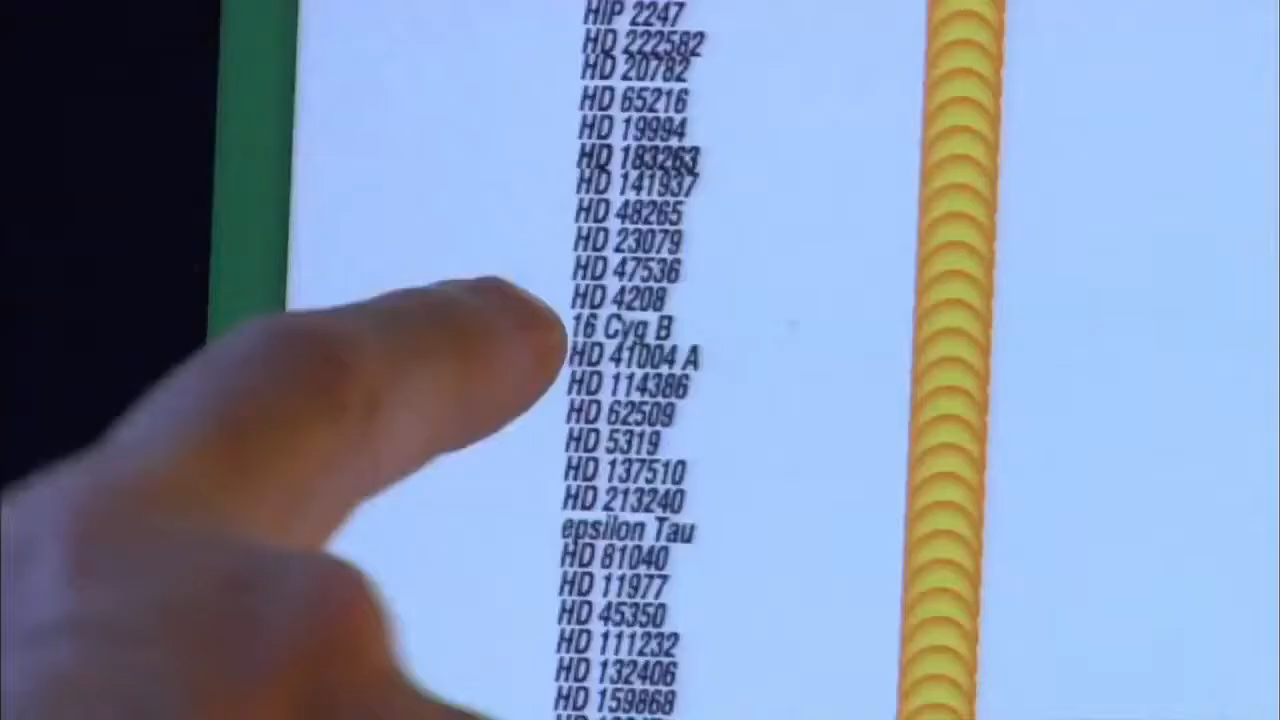 HIP 2247
HD 222582
HD 20782
HD 65216
HD 19994
HD 183263
HD 141937
HD 48265
HD 23079
HD 47536
HD 4208
16 Cyg B
HD 41004 A
HD 114386
HD 62509
HD 5319
HD 137510
HD 213240
epsilon Tau
HD 81040
HD 11977
HD 45350
HD 111232
HD 132406
HD 159868